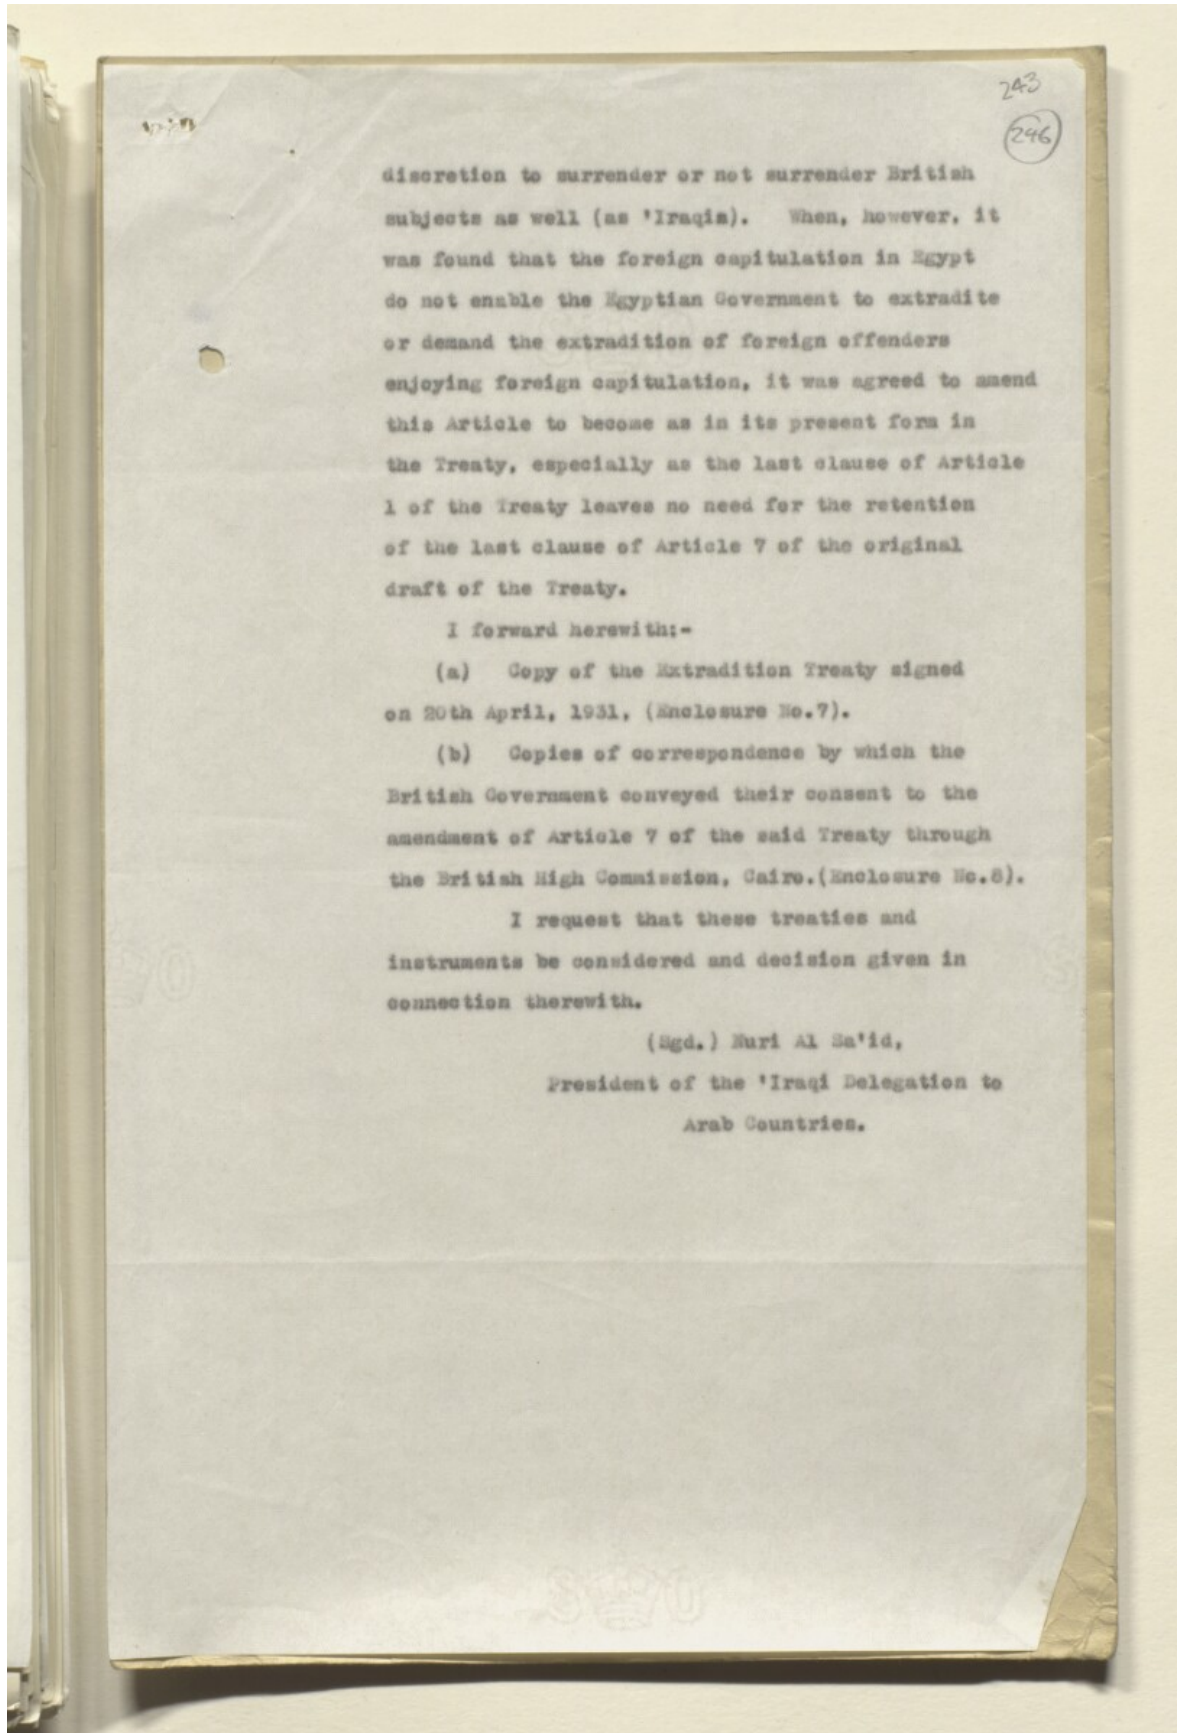 243
246
discretion to surrender or not surrender British
subjects as well (as 'Iraqis). When, however, it
was found that the foreign capitulation in Egypt
do not enable the Egyptian Government to extradite
or demand the extradition of foreign offenders
enjoying foreign capitulation, it was agreed to amend
this Article to become as in its present form in
the Treaty, especially as the last clause of Article
1 of the Treaty leaves no need for the retention
of the last clause of Article 7 of the original
draft of the Treaty.
I forward herewith:-
(a) Copy of the Extradition Treaty signed
on 20th April, 1931, (Enclosure No.7).
(b) Copies of correspondence by which the
British Government conveyed their consent to the
amendment of Article 7 of the said Treaty through
the British High Commission, Cairo.(Enclosure No.8).
I request that these treaties and
instruments be considered and decision given in
connection therewith.
(Sgd.) Nuri Al Sa'id,
President of the 'Iraqi Delegation to
Arab Countries.
S O